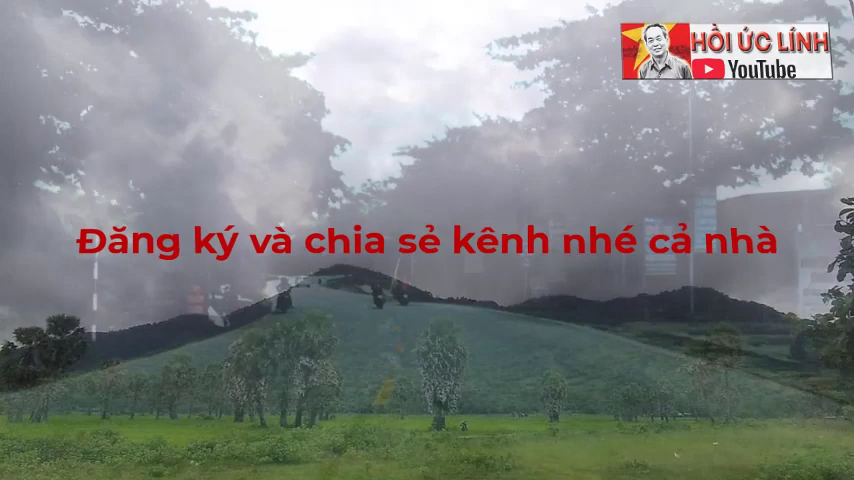 HỒI ỨC LÍNH
YouTube
Đăng ký và chia sẻ kênh nhé cả nhà